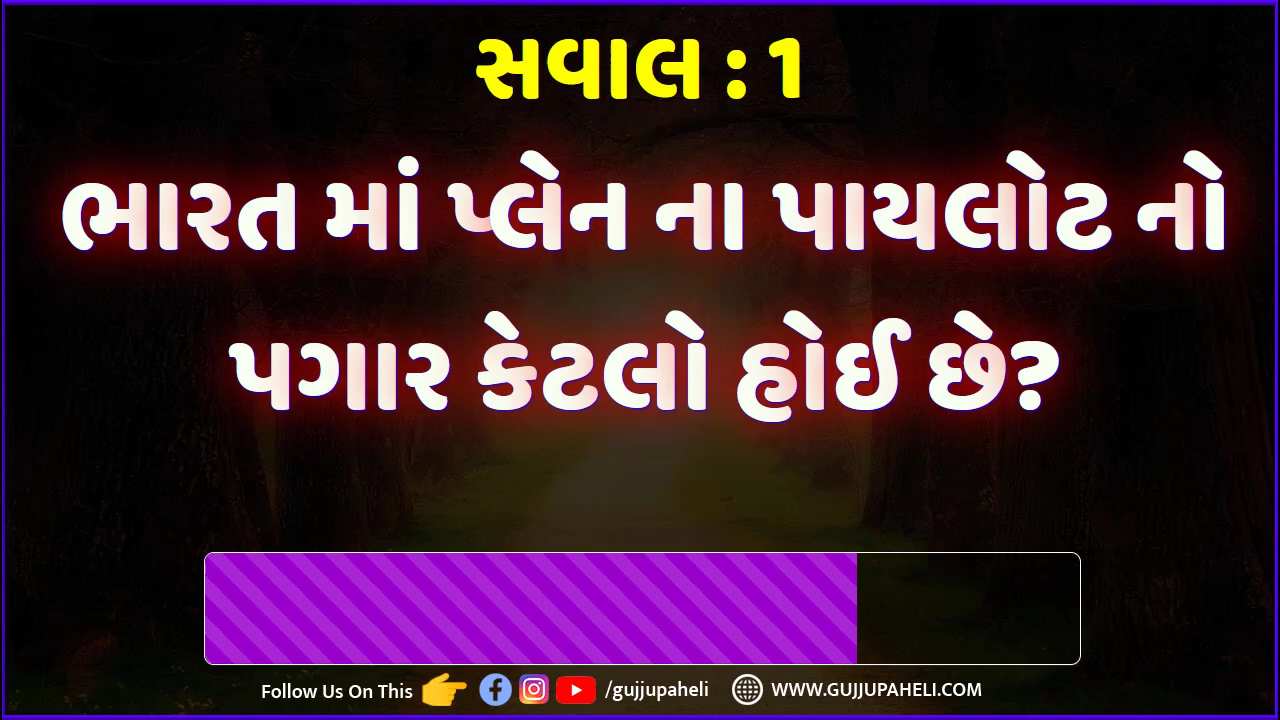 સવાલ : 1
ભારત માં પ્લેન ના પાયલોટ નો
પગાર કેટલો હોઈ છે?
Follow Us On This /gujjupaheli WWW.GUJJUPAHELI.COM